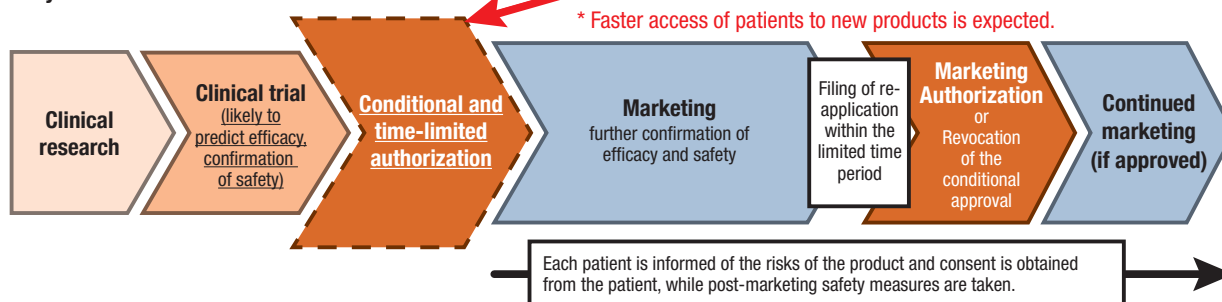 * Faster access of patients to new products is expected.
Clinical
research
Clinical trial
(likely to
predict efficacy,
confirmation
of safety)
Conditional and
time-limited
authorization
Marketing
further confirmation of
efficacy and safety
Filing of re-
application
within the
limited time
period
Marketing
Authorization
or
Revocation
of the
conditional
approval
Continued
marketing
(if approved)
Each patient is informed of the risks of the product and consent is obtained
from the patient, while post-marketing safety measures are taken.